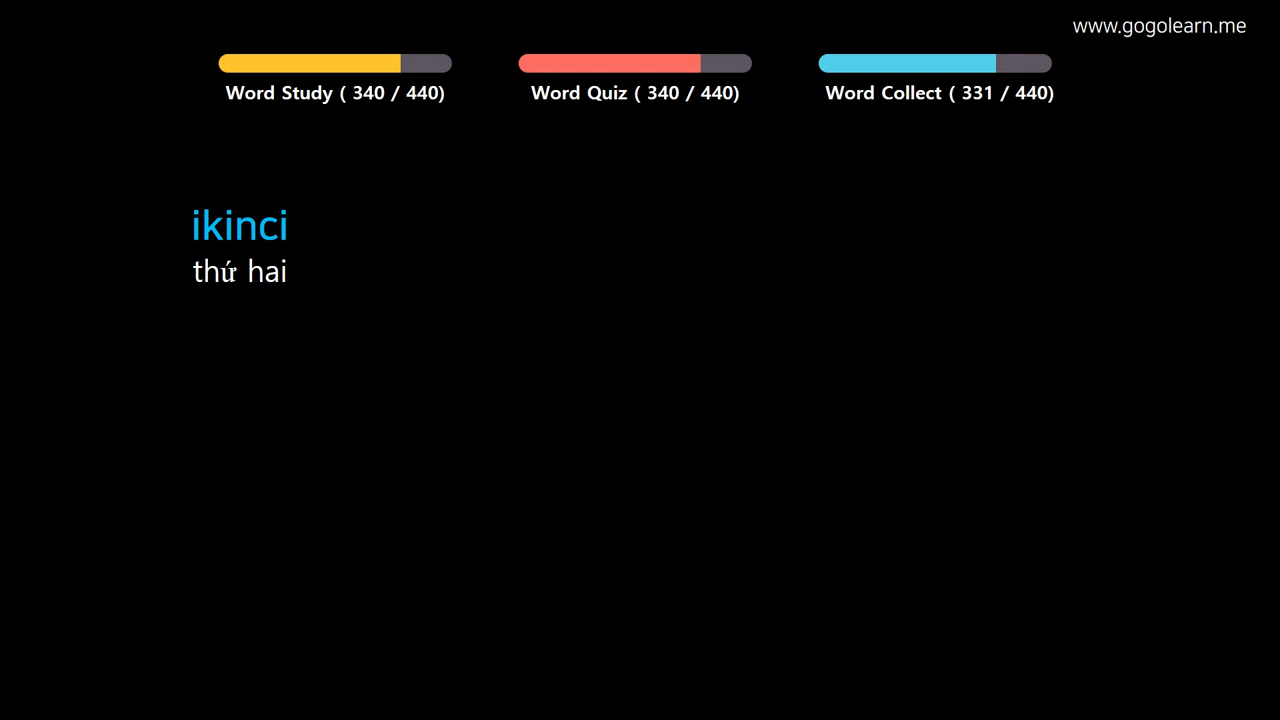 www.gogolearn.me
Word Study ( 340 / 440)
Word Quiz ( 340 / 440)
Word Collect ( 331 / 440)
ikinci
thứ hai